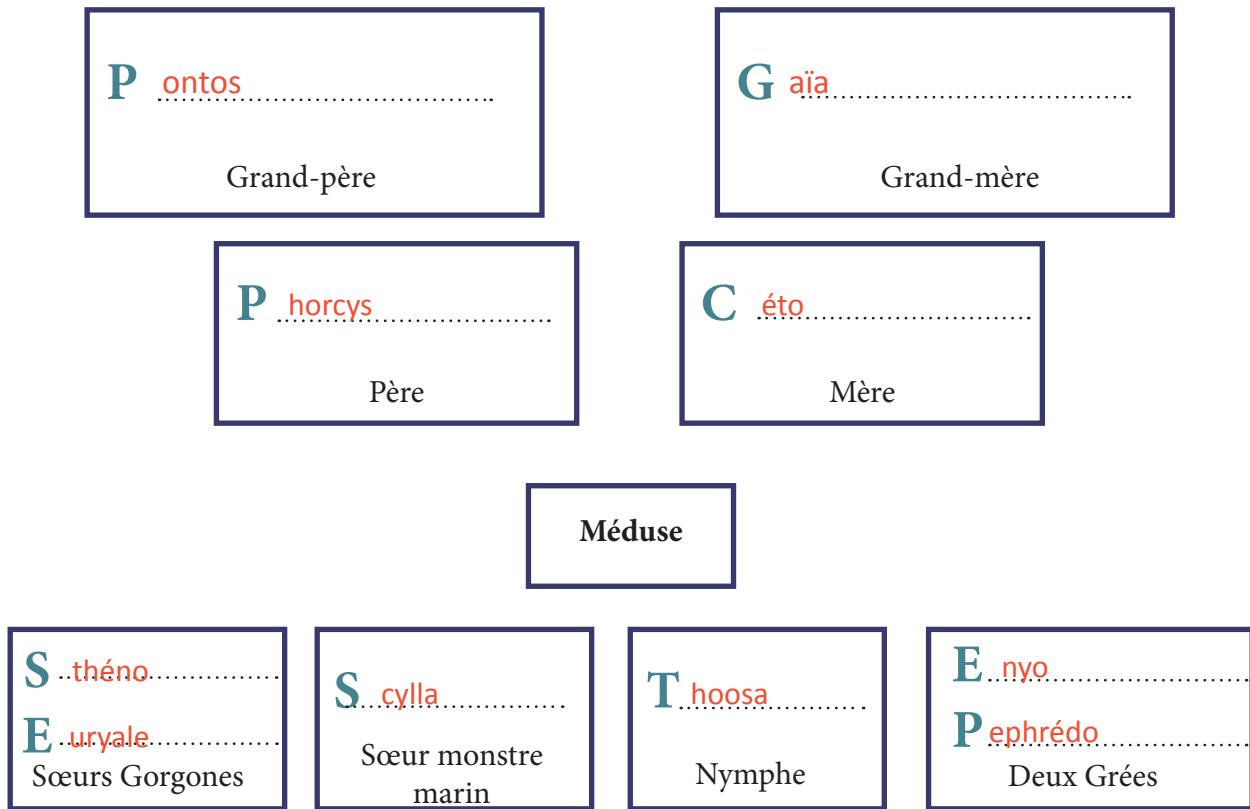 Pontos
Grand-père
Gaïa
Grand-mère
Phorcys
Père
Céto
Mère
Méduse
Sthéno
Euryale
Sœurs Gorgones
Scylla
Sœur monstre
marin
Thoosa
Nymphe
Enyo
Pephrédo
Deux Grées